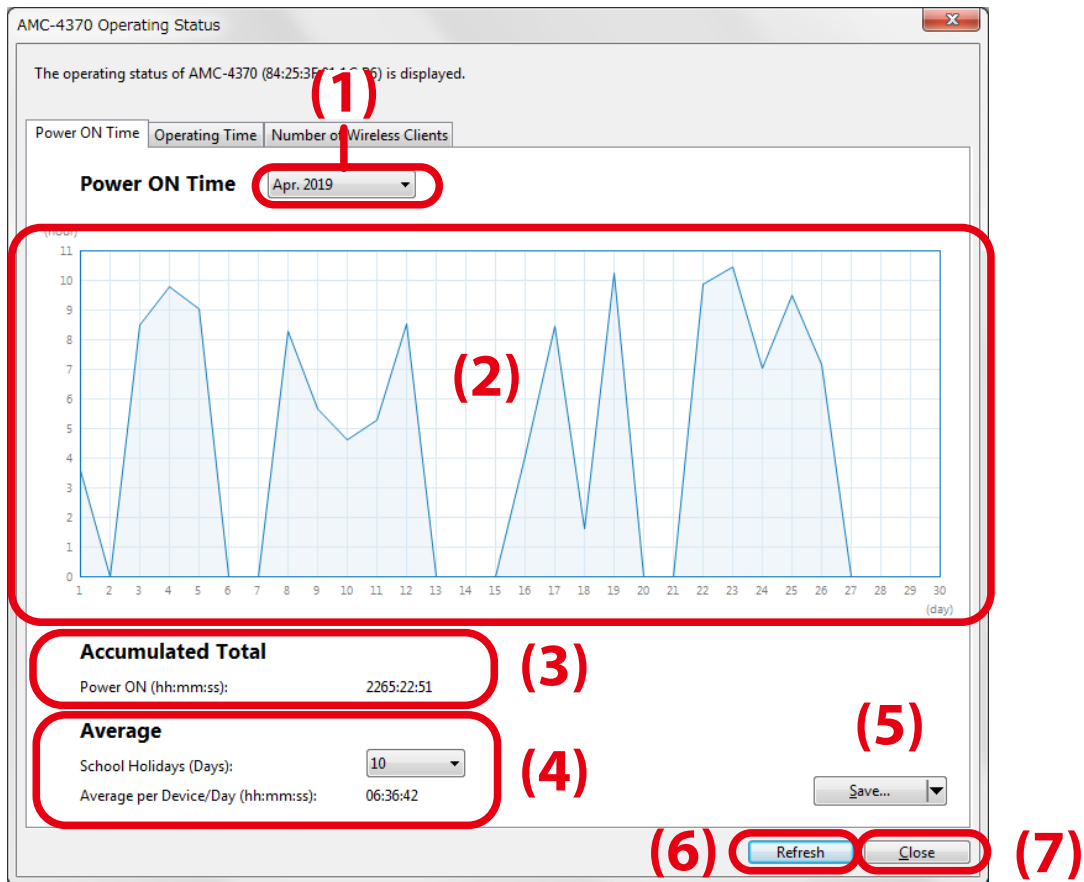 AMC-4370 Operating Status
The operating status of AMC-4370 (84:25:3F: is displayed.
(1)
Power ON Time Operating Time Number of Wireless Clients
Power ON Time Apr. 2019
(hour)
11
10
9
8
7
6
5
4
3
2
1
0
(2)
1 2 3 4 5 6 7 8 9 10 11 12 13 14 15 16 17 18 19 20 21 22 23 24 25 26 27 28 29 30
(day)
Accumulated Total
Power ON (hh:mm:ss): 2265:22:51
(3)
Average
School Holidays (Days): 10
Average per Device/Day (hh:mm:ss): 06:36:42
(4)
(5)
Save...
(6) Refresh Close (7)